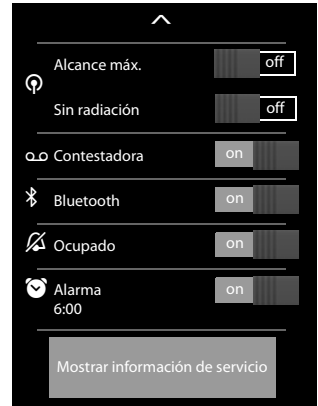 Alcance máx. off
Sin radiación off
Contestadora on
Bluetooth on
Ocupado on
Alarma on
6:00
Mostrar información de servicio